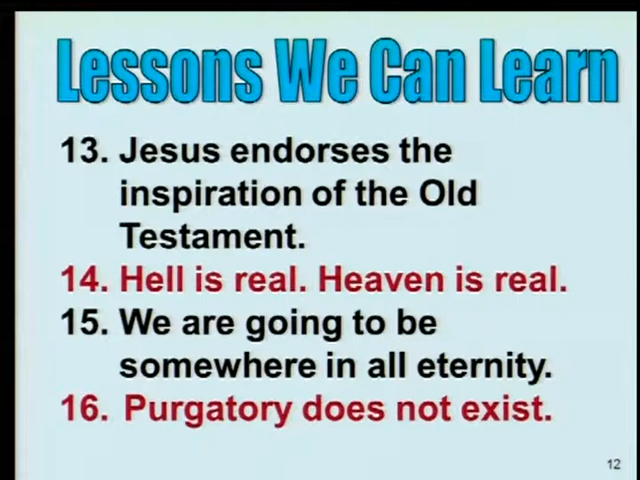 Lessons We Can Learn
13. Jesus endorses the
inspiration of the Old
Testament.
14. Hell is real. Heaven is real.
15. We are going to be
somewhere in all eternity.
16. Purgatory does not exist.
12